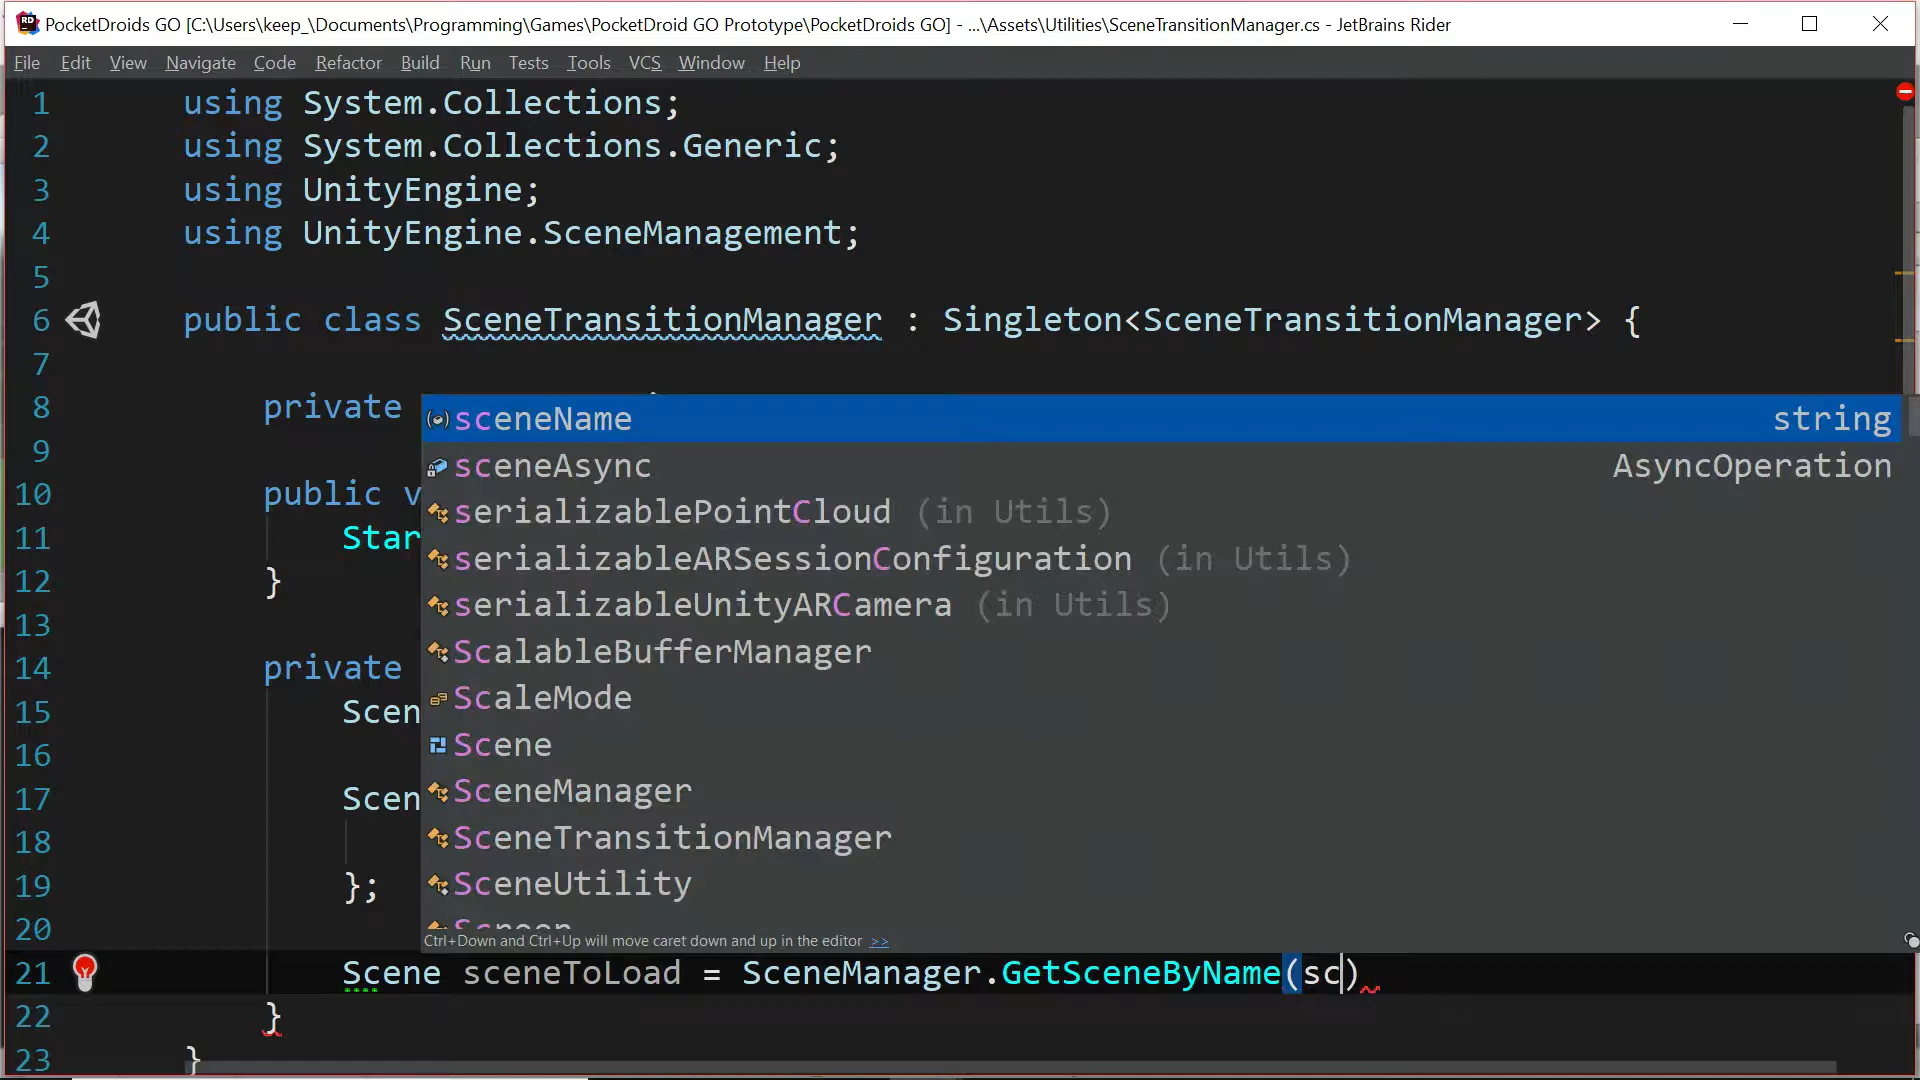 PocketDroids GO [C:\Users\keep_\Documents\Programming\Games\PocketDroid GO Prototype\PocketDroids GO] - ...\Assets\Utilities\SceneTransitionManager.cs - JetBrains Rider
File Edit View Navigate Code Refactor Build Run Tests Tools VCS Window Help
1 using System.Collections;
2 using System.Collections.Generic;
3 using UnityEngine;
4 using UnityEngine.SceneManagement;
5
6 public class SceneTransitionManager : Singleton<SceneTransitionManager> {
7
8 private
sceneName string
9
sceneAsync AsyncOperation
10 public v
serializablePointCloud (in Utils)
11 Star
serializableARSessionConfiguration (in Utils)
12 }
serializableUnityARCamera (in Utils)
13
ScalableBufferManager
14 private
ScaleMode
15 Scen
Scene
16
SceneManager
17 Scen
SceneTransitionManager
18
SceneUtility
19 };
Screen
20
Ctrl+Down and Ctrl+Up will move caret down and up in the editor >>
21 Scene sceneToLoad = SceneManager.GetSceneByName(sc)
22 }
23 }